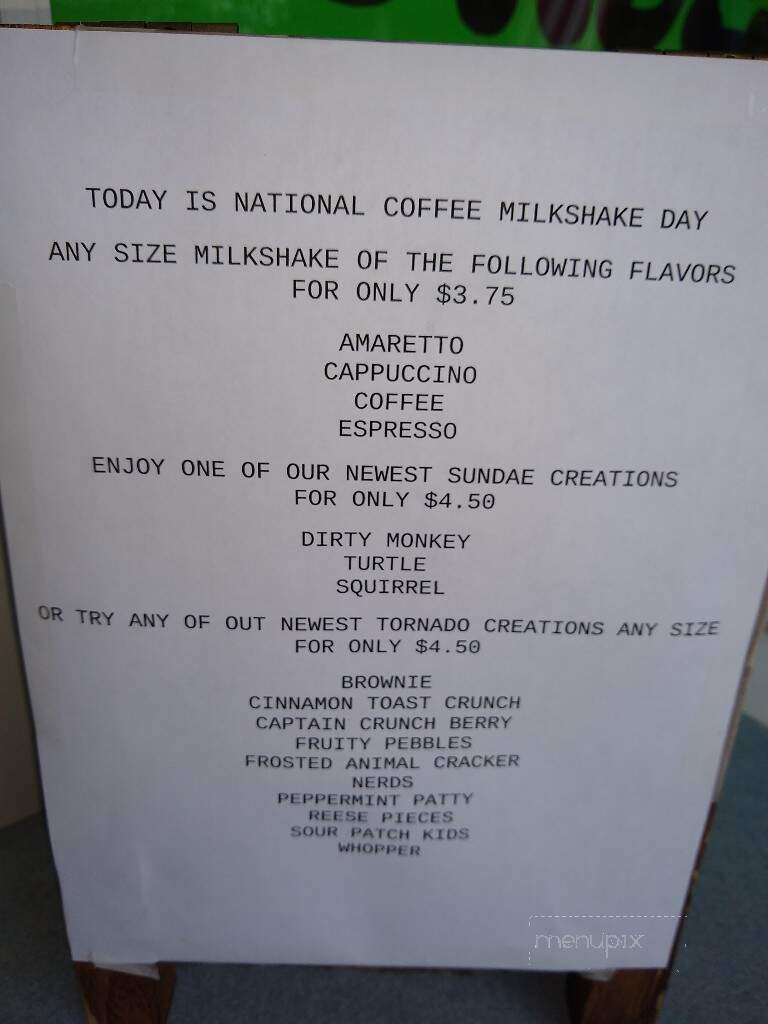 TODAY IS NATIONAL COFFEE MILKSHAKE DAY
ANY SIZE MILKSHAKE OF THE FOLLOWING FLAVORS
FOR ONLY $3.75
AMARETTO
CAPPUCCINO
COFFEE
ESPRESSO
ENJOY ONE OF OUR NEWEST SUNDAE CREATIONS
FOR ONLY $4.50
DIRTY MONKEY
TURTLE
SQUIRREL
OR TRY ANY OF OUT NEWEST TORNADO CREATIONS ANY SIZE
FOR ONLY $4.50
BROWNIE
CINNAMON TOAST CRUNCH
CAPTAIN CRUNCH BERRY
FRUITY PEBBLES
FROSTED ANIMAL CRACKER
NERDS
PEPPERMINT PATTY
REESE PIECES
SOUR PATCH KIDS
WHOPPER
menupix